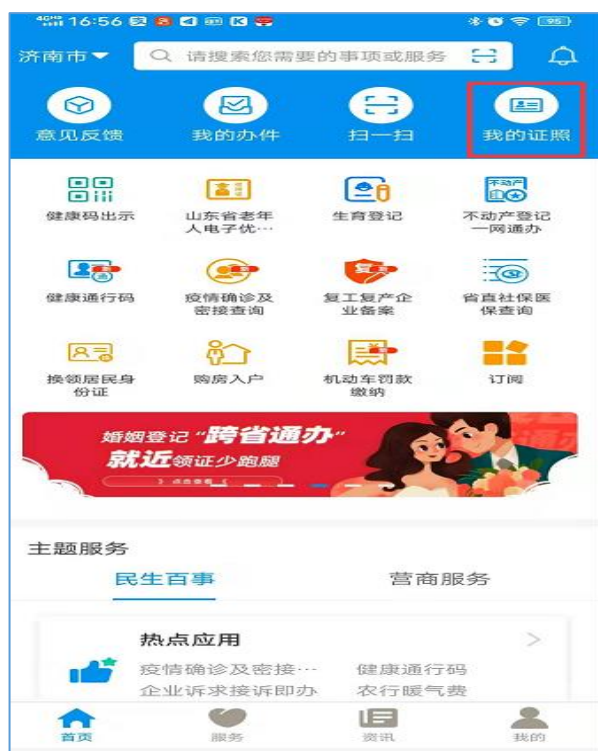 4GHD 16:56 95
济南市 请搜索您需要的事项或服务
意见反馈 我的办件 扫一扫 我的证照
健康码出示 山东省老年 生育登记 不动产登记
人电子优… 一网通办
健康通行码 疫情确诊及 复工复产企 省直社保医
密接查询 业备案 保查询
换领居民身 购房入户 机动车罚款 订阅
份证 缴纳
婚姻登记“跨省通办”
就近领证少跑腿
点击查看
主题服务
民生百事 营商服务
热点应用
疫情确诊及密接… 健康通行码
企业诉求接诉即办 农行暖气费
首页 服务 资讯 我的